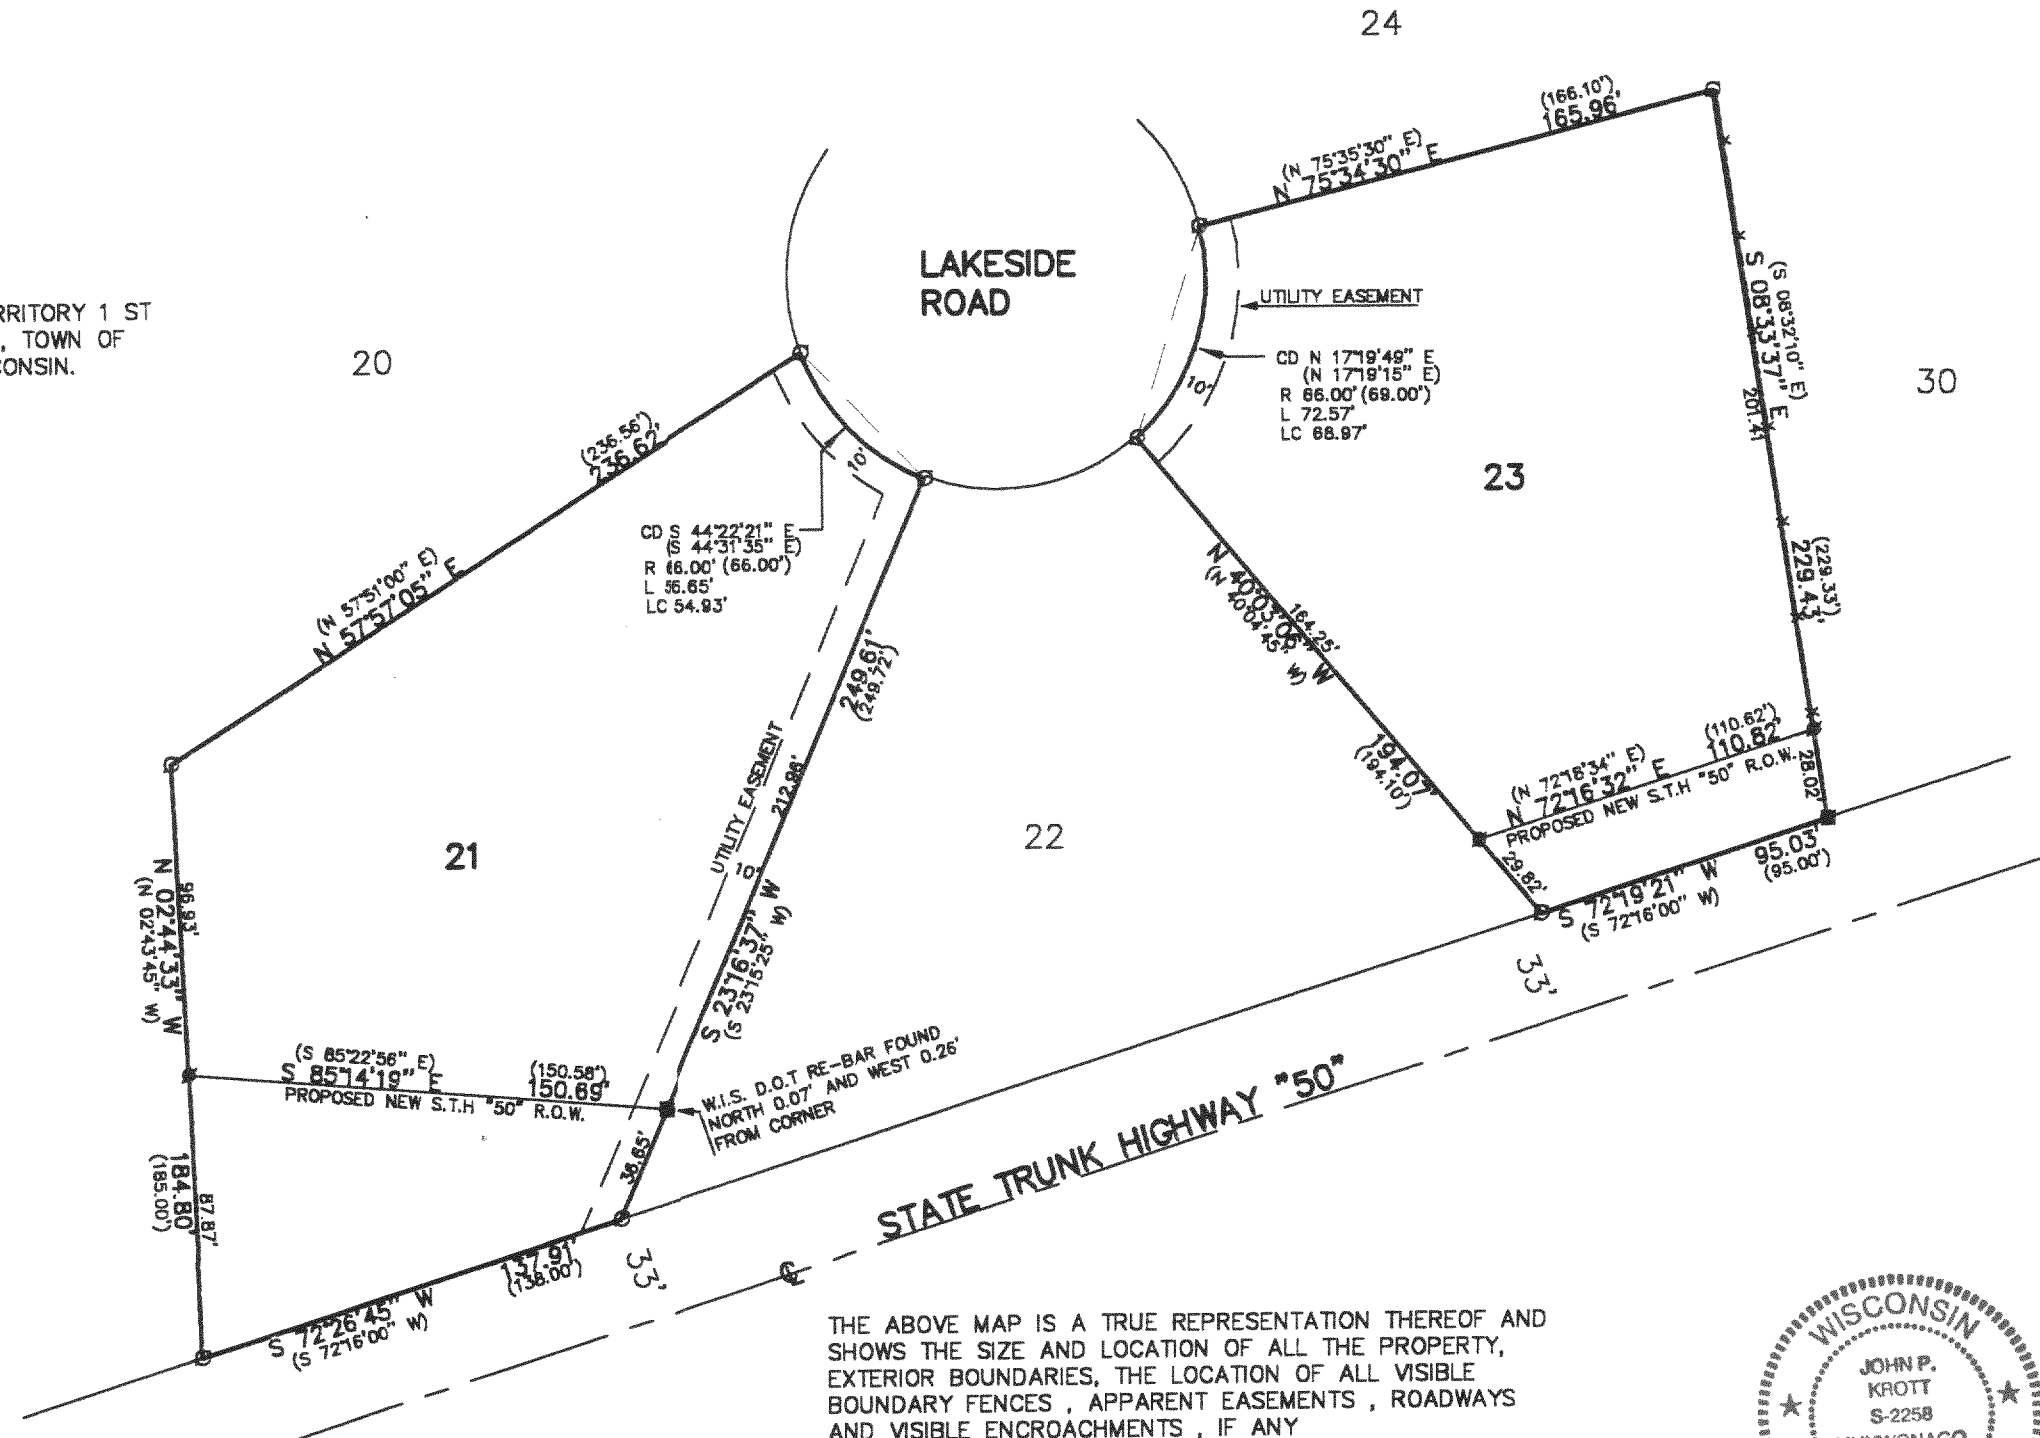 24
RRITORY 1 ST
, TOWN OF
CONSIN.
20
LAKESIDE
ROAD
(166.10')
165.96'
(N 75°35'30" E)
N 75°34'30" E
UTILITY EASEMENT
CD N 17°19'49" E
(N 17°19'15" E)
R 66.00' (69.00')
L 72.57'
LC 68.97'
10'
(S 08°32'10" E)
S 08°33'37" E
201.41
30
23
(229.33')
229.43'
(236.56')
236.62'
(N 57°51'00" E)
N 57°57'05" E
10'
CD S 44°22'21" E
(S 44°31'35" E)
R 66.00' (66.00')
L 56.65'
LC 54.93'
249.61'
(249.72')
212.96'
UTILITY EASEMENT
10'
S 23°16'37" W
(S 23°15'25" W)
N 40°03'06" W
(N 40°04'45" W)
164.25'
194.07'
(194.10')
(110.62')
110.62'
(N 72°18'34" E)
N 72°16'32" E
PROPOSED NEW S.T.H "50" R.O.W.
28.02'
29.82'
95.03'
(95.00')
S 72°19'21" W
(S 72°16'00" W)
33'
21
22
96.93'
N 02°44'33" W
(N 02°43'45" W)
(S 85°22'56" E)
S 85°14'19" E
(150.58')
150.69'
PROPOSED NEW S.T.H "50" R.O.W.
W.I.S. D.O.T RE-BAR FOUND
NORTH 0.07' AND WEST 0.26'
FROM CORNER
36.65'
184.80'
(185.00')
87.87'
137.91'
(138.00')
S 72°26'45" W
(S 72°16'00" W)
33'
STATE TRUNK HIGHWAY "50"
THE ABOVE MAP IS A TRUE REPRESENTATION THEREOF AND
SHOWS THE SIZE AND LOCATION OF ALL THE PROPERTY,
EXTERIOR BOUNDARIES, THE LOCATION OF ALL VISIBLE
BOUNDARY FENCES , APPARENT EASEMENTS , ROADWAYS
AND VISIBLE ENCROACHMENTS , IF ANY
WISCONSIN
JOHN P.
KROTT
S-2258